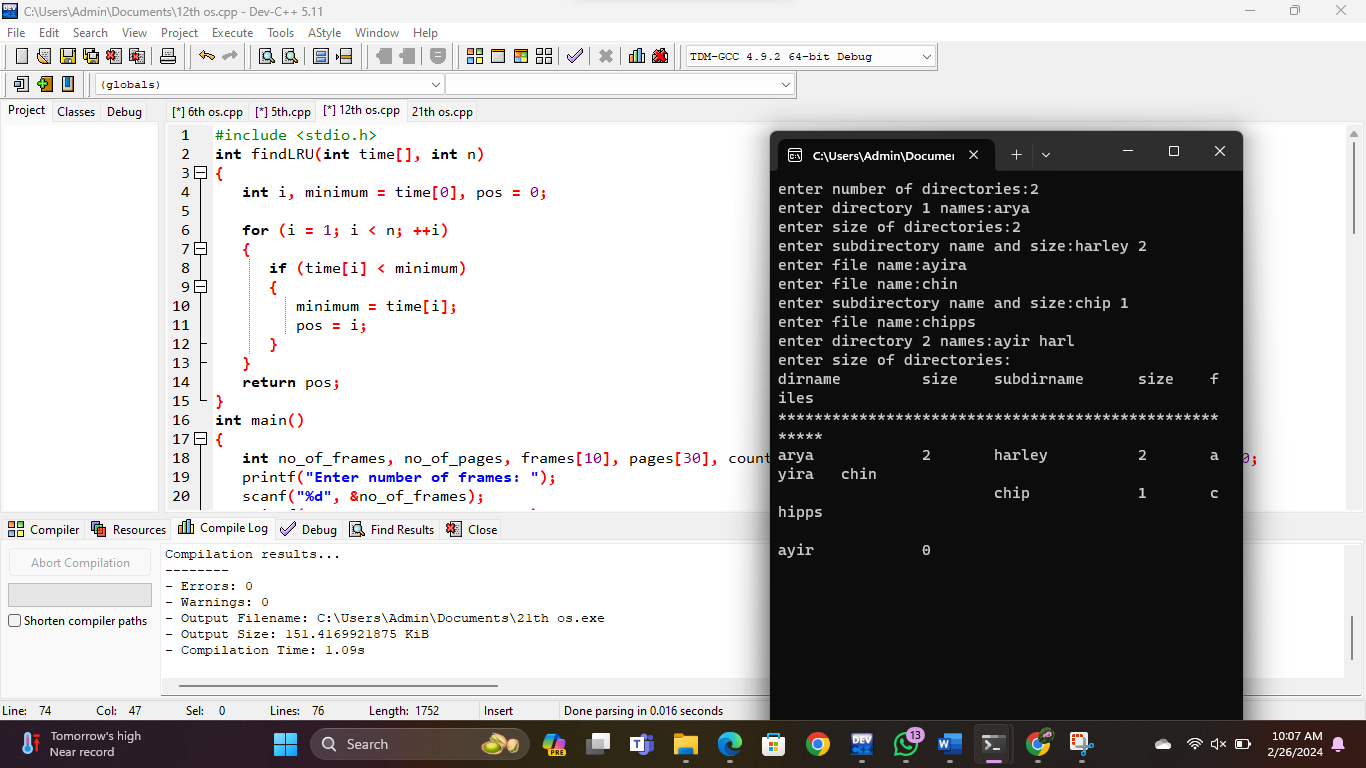 C:\Users\Admin\Documents\12th os.cpp - Dev-C++ 5.11
File Edit Search View Project Execute Tools AStyle Window Help
TDM-GCC 4.9.2 64-bit Debug
(globals)
Project Classes Debug
[*] 6th os.cpp [*] 5th.cpp [*] 12th os.cpp 21th os.cpp
1 #include <stdio.h>
2 int findLRU(int time[], int n)
3 {
4 int i, minimum = time[0], pos = 0;
5
6 for (i = 1; i < n; ++i)
7 {
8 if (time[i] < minimum)
9 {
10 minimum = time[i];
11 pos = i;
12 }
13 }
14 return pos;
15 }
16 int main()
17 {
18 int no_of_frames, no_of_pages, frames[10], pages[30], count 0;
19 printf("Enter number of frames: ");
20 scanf("%d", &no_of_frames);
C:\Users\Admin\Documen
enter number of directories:2
enter directory 1 names:arya
enter size of directories:2
enter subdirectory name and size:harley 2
enter file name:ayira
enter file name:chin
enter subdirectory name and size:chip 1
enter file name:chipps
enter directory 2 names:ayir harl
enter size of directories:
dirname size subdirname size f
iles
*************************************************
*****
arya 2 harley 2 a
yira chin
chip 1 c
hipps
ayir 0
Compiler Resources Compile Log Debug Find Results Close
Abort Compilation
Shorten compiler paths
Compilation results...
--------
- Errors: 0
- Warnings: 0
- Output Filename: C:\Users\Admin\Documents\21th os.exe
- Output Size: 151.4169921875 KiB
- Compilation Time: 1.09s
Line: 74 Col: 47 Sel: 0 Lines: 76 Length: 1752 Insert Done parsing in 0.016 seconds
Tomorrow's high
Near record
Search
PRE
DEV
13
10:07 AM
2/26/2024